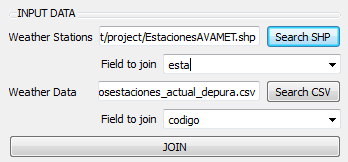 INPUT DATA
Weather Stations t/project/EstacionesAVAMET.shp Search SHP
Field to join esta
Weather Data osestaciones_actual_depura.csv Search CSV
Field to join codigo
JOIN